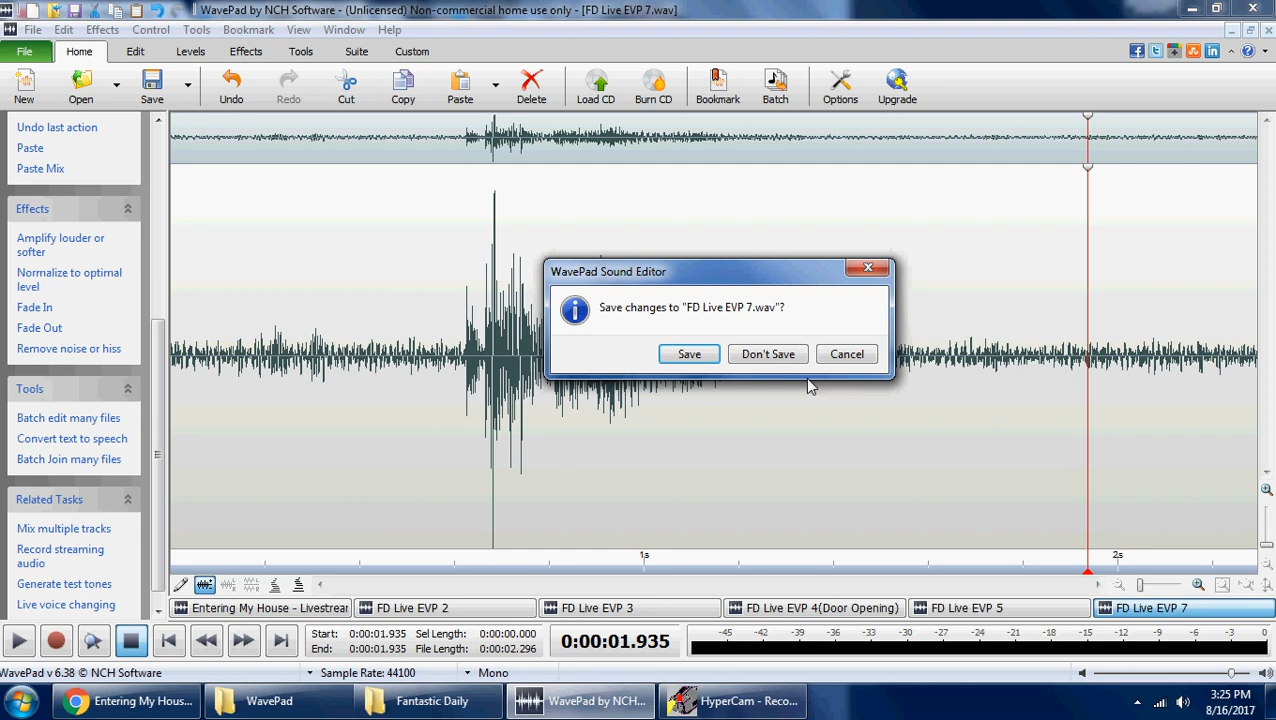 WavePad by NCH Software - (Unlicensed) Non-commercial home use only - [FD Live EVP 7.wav]
File Edit Effects Control Tools Bookmark View Window Help
File Home Edit Levels Effects Tools Suite Custom
New Open Save Undo Redo Cut Copy Paste Delete Load CD Burn CD Bookmark Batch Options Upgrade
Undo last action
Paste
Paste Mix
Effects
Amplify louder or
softer
Normalize to optimal
level
Fade In
Fade Out
Remove noise or hiss
Tools
Batch edit many files
Convert text to speech
Batch Join many files
Related Tasks
Mix multiple tracks
Record streaming
audio
Generate test tones
Live voice changing
WavePad Sound Editor
Save changes to "FD Live EVP 7.wav"?
Save Don't Save Cancel
1s 2s
Entering My House - Livestrear FD Live EVP 2 FD Live EVP 3 FD Live EVP 4(Door Opening) FD Live EVP 5 FD Live EVP 7
Start: 0:00:01.935 Sel Length: 0:00:00.000
End: 0:00:01.935 File Length: 0:00:02.296
0:00:01.935
-45 -42 -39 -36 -33 -30 -27 -24 -21 -18 -15 -12 -9 -6 -3 0
WavePad v 6.38 © NCH Software Sample Rate: 44100 Mono
Entering My Hous... WavePad Fantastic Daily WavePad by NCH... HyperCam - Reco...
3:25 PM
8/16/2017